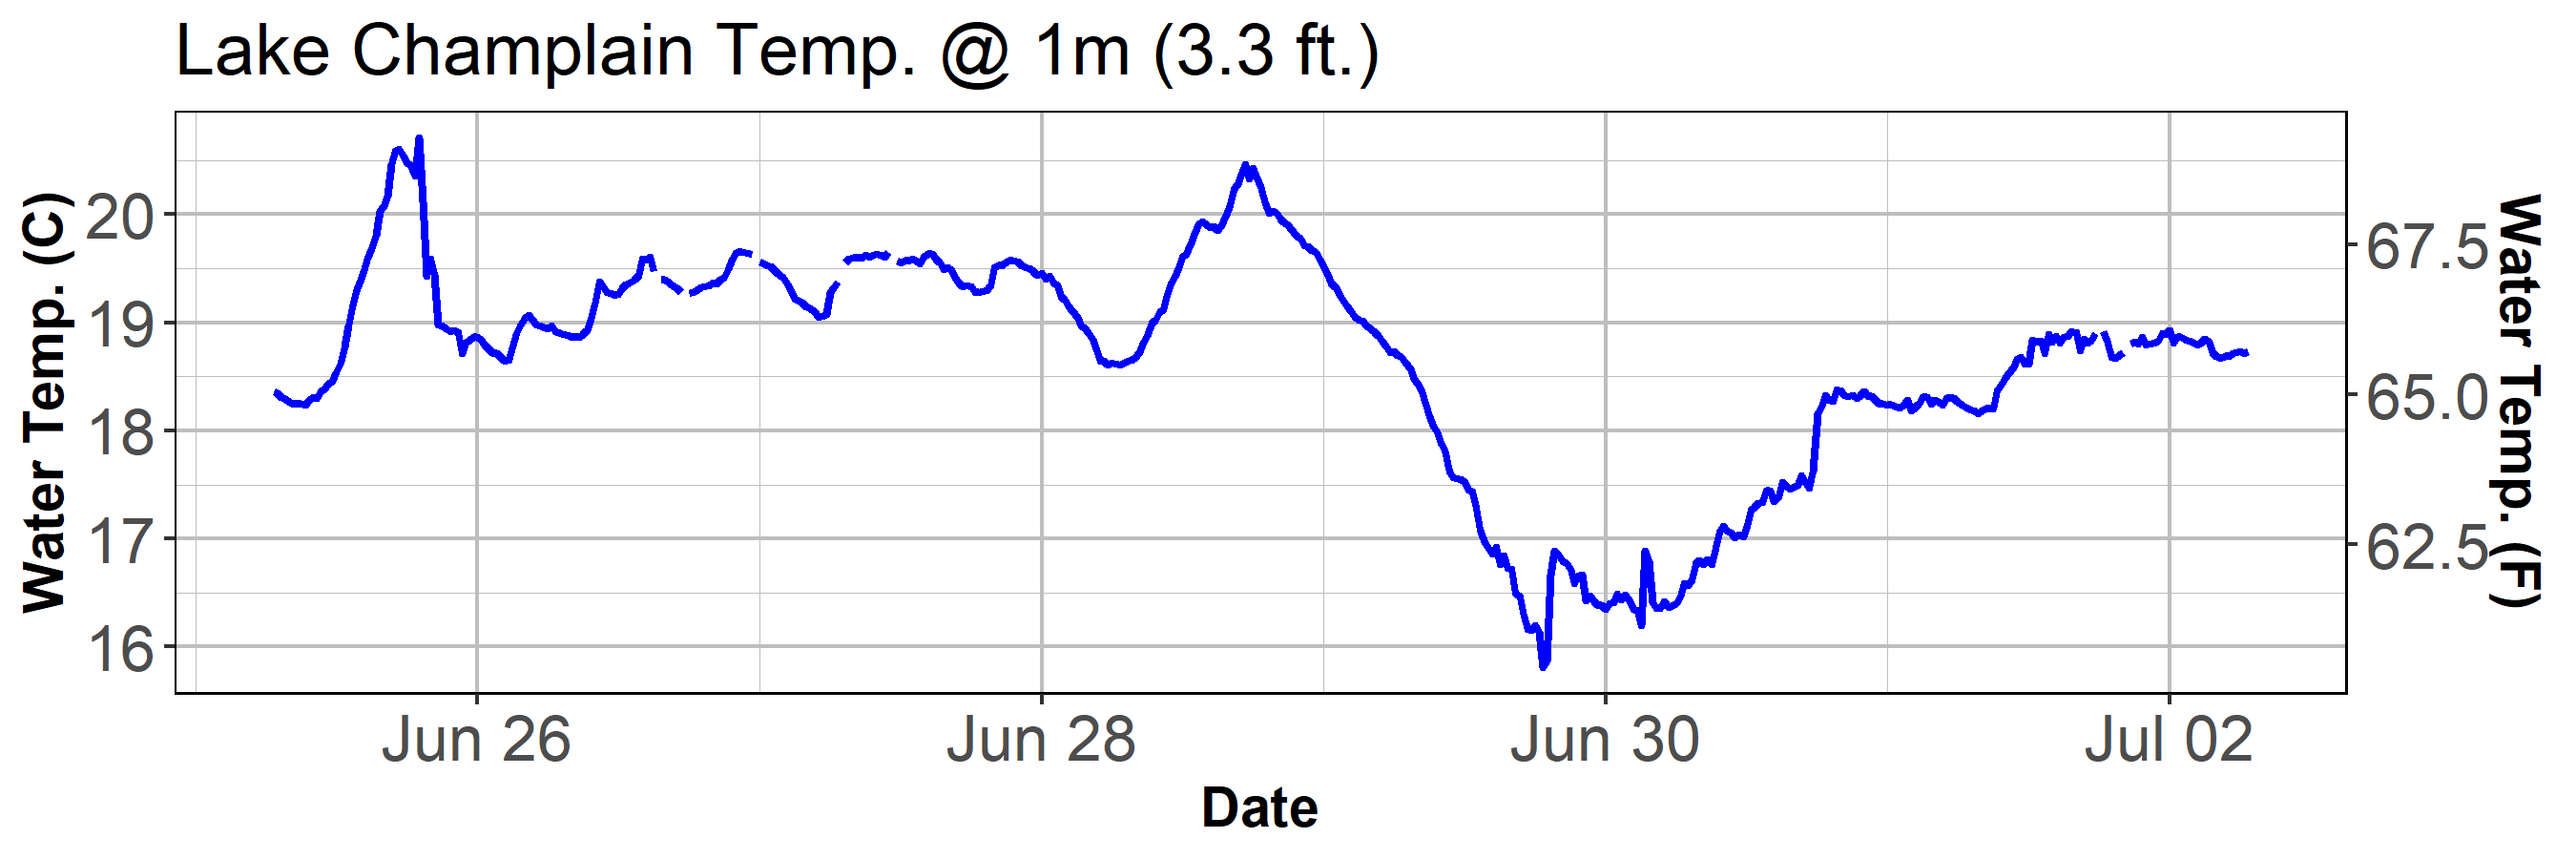 Lake Champlain Temp. @ 1m (3.3 ft.)
Water Temp. (C)
20
19
18
17
16
67.5
65.0
62.5
Water Temp. (F)
Jun 26 Jun 28 Jun 30 Jul 02
Date